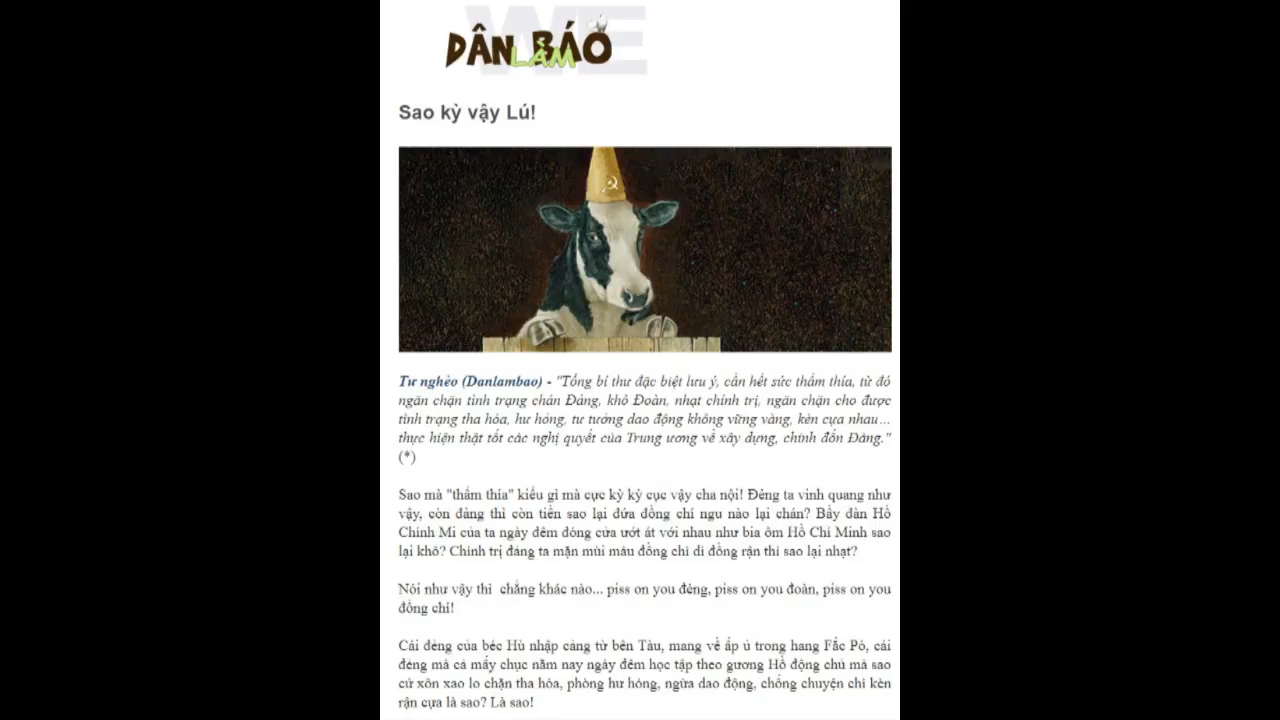 WE
DÂN LÀM BÁO
Sao kỳ vậy Lú!
Tư nghèo (Danlambao) - "Tổng bí thư đặc biệt lưu ý, cần hết sức thấm thía, từ đó
ngăn chặn tình trạng chán Đảng, khô Đoàn, nhạt chính trị, ngăn chặn cho được
tình trạng tha hóa, hư hỏng, tư tưởng dao động không vững vàng, kèn cựa nhau...
thực hiện thật tốt các nghị quyết của Trung ương về xây dựng, chỉnh đốn Đảng."
(*)
Sao mà "thấm thía" kiểu gì mà cực kỳ kỳ cục vậy cha nội! Đẻng ta vinh quang như
vậy, còn đảng thì còn tiền sao lại đứa đồng chí ngu nào lại chán? Bầy đàn Hồ
Chính Mi của ta ngày đêm đóng cửa ướt át với nhau như bia ôm Hồ Chí Minh sao
lại khô? Chính trị đảng ta mặn mùi máu đồng chí dí đồng rận thì sao lại nhạt?
Nói như vậy thì chẳng khác nào... piss on you đẻng, piss on you đoàn, piss on you
đồng chí!
Cái đẻng của béc Hù nhập cảng từ bên Tàu, mang về ấp ủ trong hang Fắc Pó, cái
đẻng mà cả mấy chục năm nay ngày đêm học tập theo gương Hồ động chủ mà sao
cứ xôn xao lo chặn tha hóa, phòng hư hỏng, ngừa dao động, chống chuyện chí kèn
rận cựa là sao? Là sao!